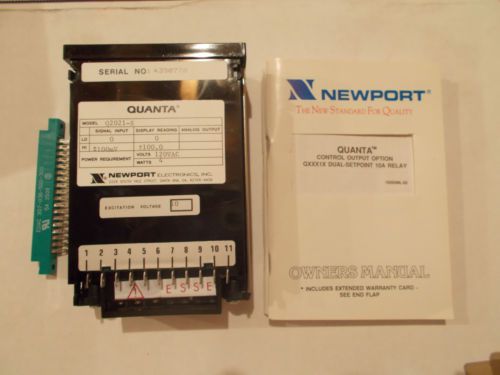 SERIAL NO:
QUANTA®
MODEL Q2021-S
SIGNAL INPUT DISPLAY READING ANALOG OUTPUT
LO 0 0
HI ±100mV ±100.0
POWER REQUIREMENT VOLTS 120VAC
WATTS 4
NEWPORT ELECTRONICS, INC.
EXCITATION VOLTAGE 10
1 2 3 4 5 6 7 8 9 10 11
E S S E
NEWPORT®
THE NEW STANDARD FOR QUALITY
QUANTA™
CONTROL OUTPUT OPTION
QXXX1X DUAL-SETPOINT 10A RELAY
OWNERS MANUAL
* INCLUDES EXTENDED WARRANTY CARD -
SEE END FLAP